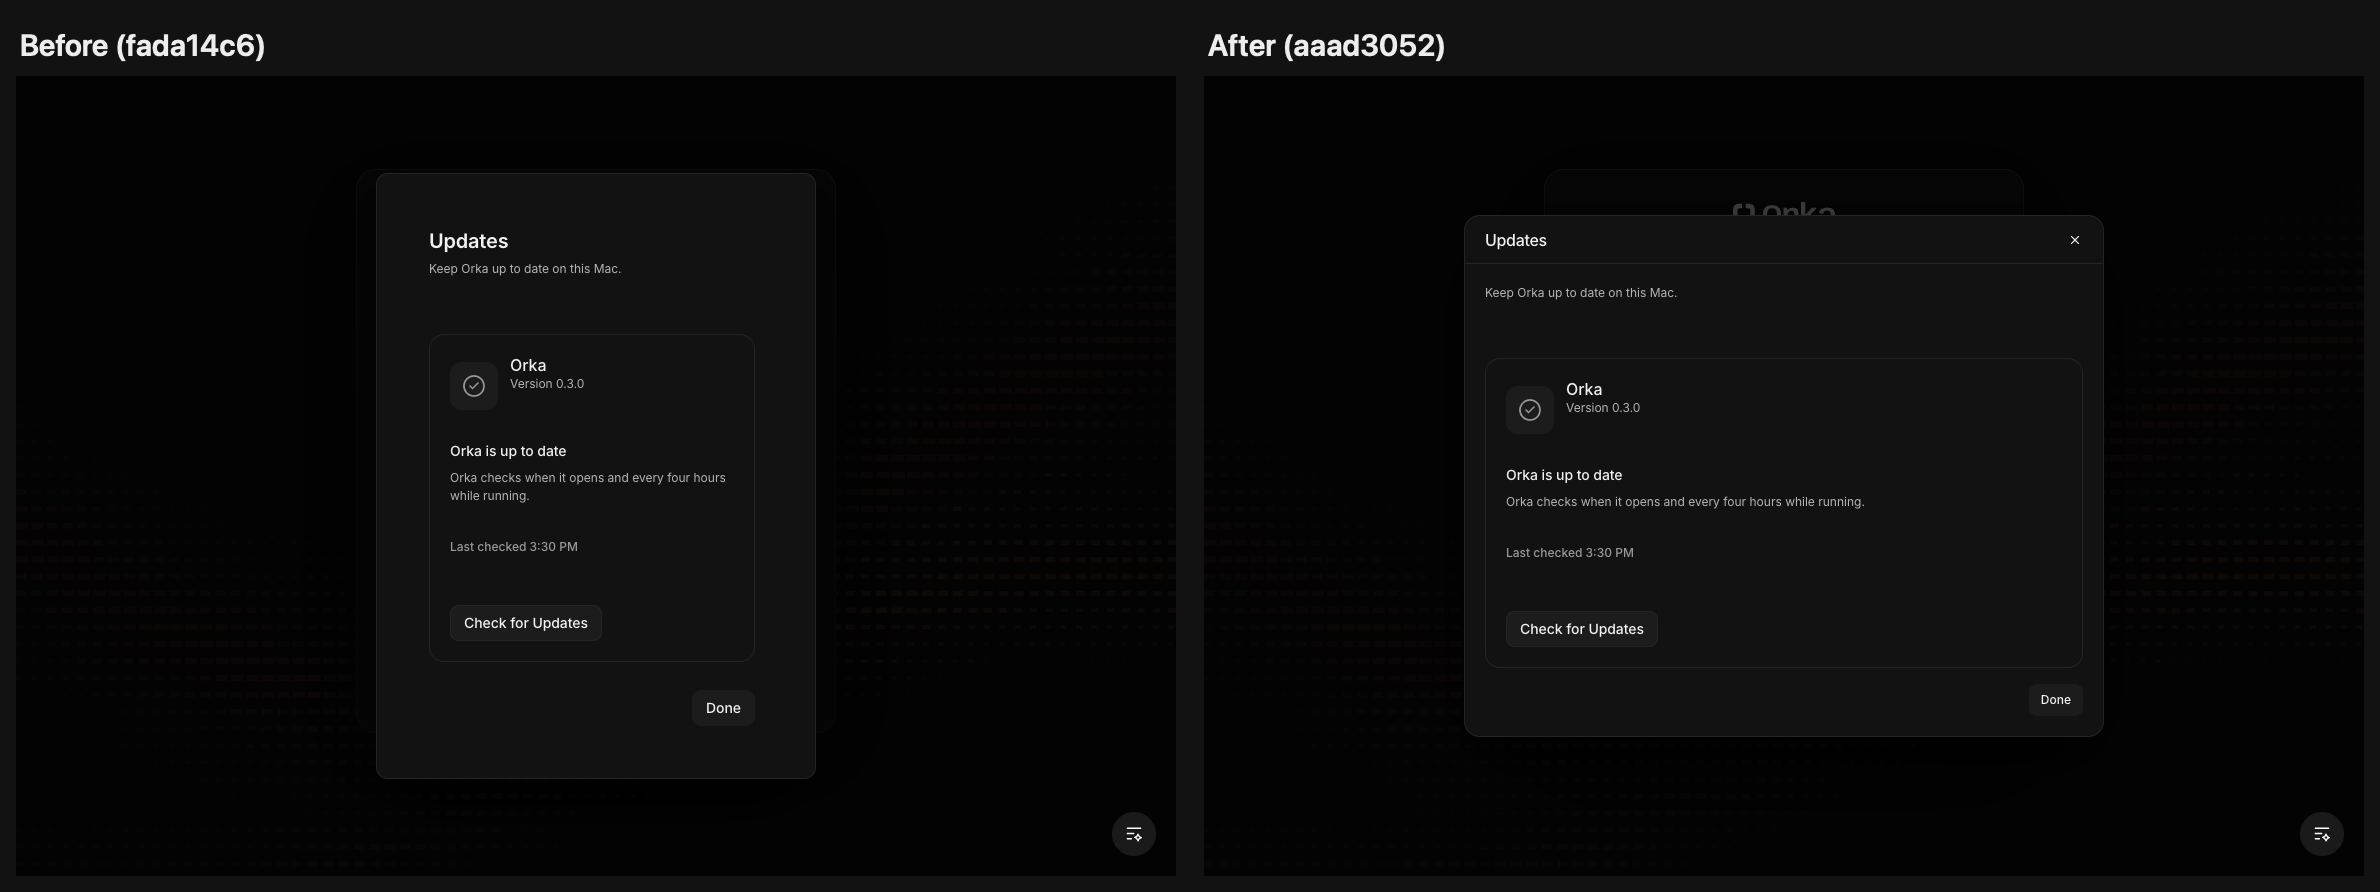 Before (fada14c6)
Updates
Keep Orka up to date on this Mac.
Orka
Version 0.3.0
Orka is up to date
Orka checks when it opens and every four hours
while running.
Last checked 3:30 PM
Check for Updates
Done
After (aaad3052)
Orka
Updates
Keep Orka up to date on this Mac.
Orka
Version 0.3.0
Orka is up to date
Orka checks when it opens and every four hours while running.
Last checked 3:30 PM
Check for Updates
Done